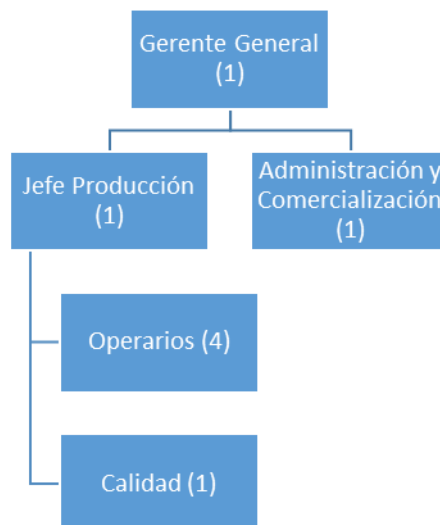 Gerente General
(1)
Jefe Producción
(1)
Administración y
Comercialización
(1)
Operarios (4)
Calidad (1)